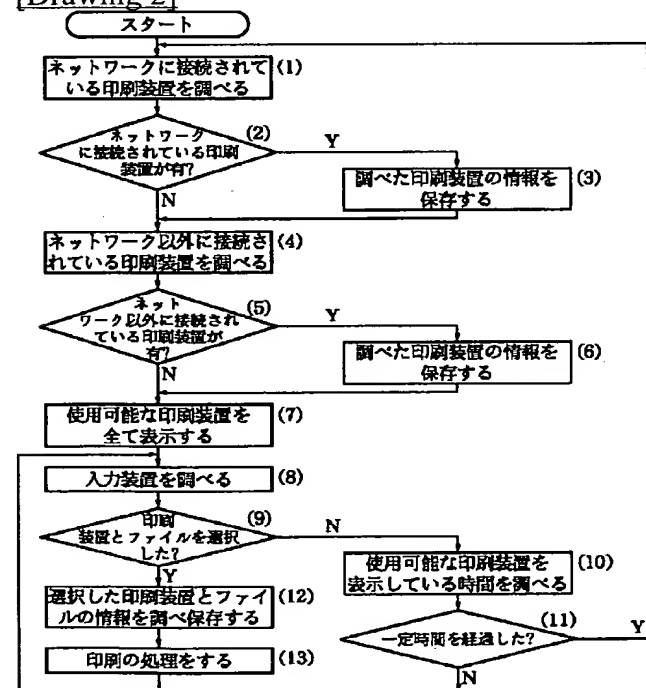 [Drawing 2]
スタート
ネットワークに接続されて
いる印刷装置を調べる
(1)
ネットワーク
に接続されている印刷
装置が有?
(2)
Y
N
調べた印刷装置の情報を
保存する
(3)
ネットワーク以外に接続さ
れている印刷装置を調べる
(4)
ネット
ワーク以外に接続され
ている印刷装置が
有?
(5)
Y
N
調べた印刷装置の情報を
保存する
(6)
使用可能な印刷装置を
全て表示する
(7)
入力装置を調べる
(8)
印刷
装置とファイルを選択
した?
(9)
N
Y
使用可能な印刷装置を
表示している時間を調べる
(10)
一定時間を経過した?
(11)
Y
N
選択した印刷装置とファイ
ルの情報を調べ保存する
(12)
印刷の処理をする
(13)